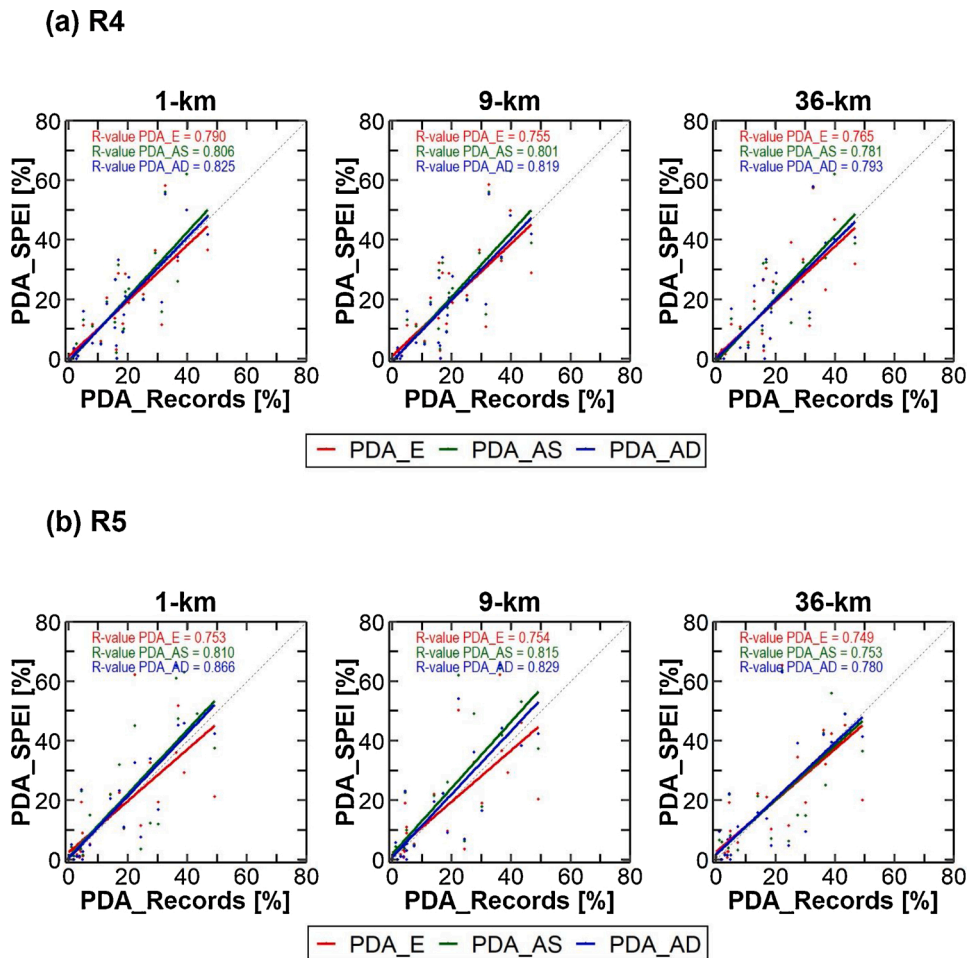 (a) R4
1-km
9-km
36-km
R-value PDA_E = 0.790
R-value PDA_AS = 0.806
R-value PDA_AD = 0.825
R-value PDA_E = 0.755
R-value PDA_AS = 0.801
R-value PDA_AD = 0.819
R-value PDA_E = 0.765
R-value PDA_AS = 0.781
R-value PDA_AD = 0.793
80
60
40
20
0
PDA_SPEI [%]
0 20 40 60 80
PDA_Records [%]
80
60
40
20
0
PDA_SPEI [%]
0 20 40 60 80
PDA_Records [%]
80
60
40
20
0
PDA_SPEI [%]
0 20 40 60 80
PDA_Records [%]
PDA_E PDA_AS PDA_AD
(b) R5
1-km
9-km
36-km
R-value PDA_E = 0.753
R-value PDA_AS = 0.810
R-value PDA_AD = 0.866
R-value PDA_E = 0.754
R-value PDA_AS = 0.815
R-value PDA_AD = 0.829
R-value PDA_E = 0.749
R-value PDA_AS = 0.753
R-value PDA_AD = 0.780
80
60
40
20
0
PDA_SPEI [%]
0 20 40 60 80
PDA_Records [%]
80
60
40
20
0
PDA_SPEI [%]
0 20 40 60 80
PDA_Records [%]
80
60
40
20
0
PDA_SPEI [%]
0 20 40 60 80
PDA_Records [%]
PDA_E PDA_AS PDA_AD